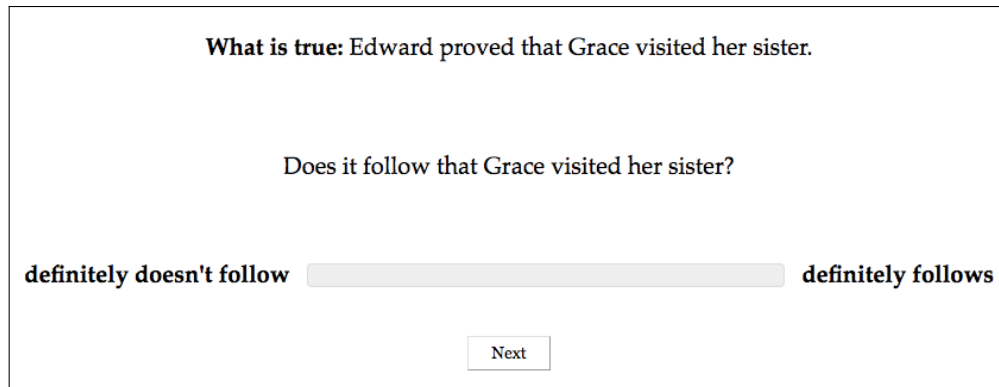 What is true: Edward proved that Grace visited her sister.
Does it follow that Grace visited her sister?
definitely doesn't follow definitely follows
Next